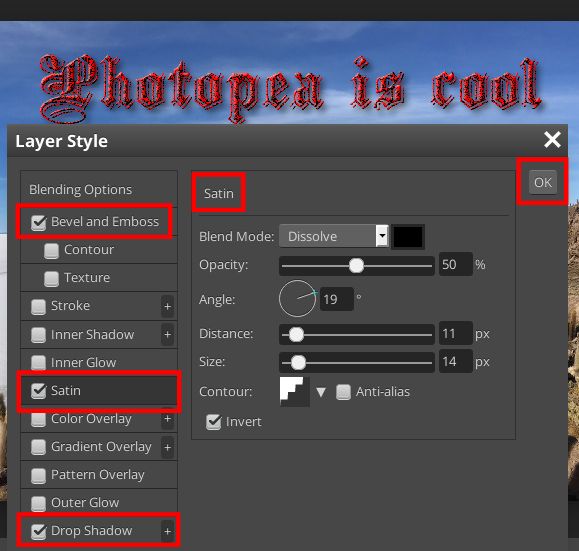 Photopea is cool
Layer Style
Blending Options
Bevel and Emboss
Contour
Texture
Stroke +
Inner Shadow +
Inner Glow
Satin
Color Overlay +
Gradient Overlay +
Pattern Overlay
Outer Glow
Drop Shadow +
Satin
Blend Mode: Dissolve
Opacity: 50 %
Angle: 19 °
Distance: 11 px
Size: 14 px
Contour: Anti-alias
Invert
OK